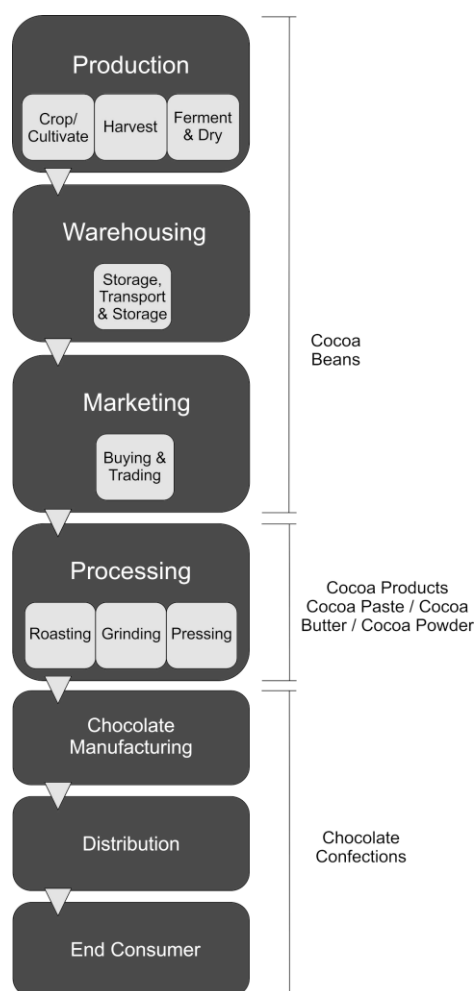 Production
Crop/
Cultivate
Harvest
Ferment
& Dry
Warehousing
Storage,
Transport
& Storage
Marketing
Buying &
Trading
Cocoa
Beans
Processing
Roasting
Grinding
Pressing
Cocoa Products
Cocoa Paste / Cocoa
Butter / Cocoa Powder
Chocolate
Manufacturing
Distribution
End Consumer
Chocolate
Confections